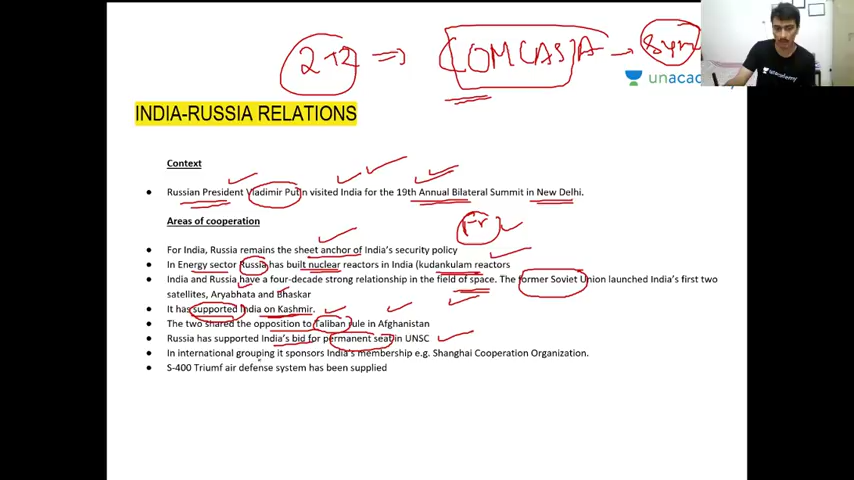 2+2 ⇒ COMCASA → Syr
unaca
unacademy
INDIA-RUSSIA RELATIONS
Context
• Russian President Vladimir Putin visited India for the 19th Annual Bilateral Summit in New Delhi.
Areas of cooperation
Fr
• For India, Russia remains the sheet anchor of India's security policy
• In Energy sector Russia has built nuclear reactors in India (kudankulam reactors
• India and Russia have a four-decade strong relationship in the field of space. The former Soviet Union launched India's first two
satellites, Aryabhata and Bhaskar
• It has supported India on Kashmir.
• The two shared the opposition to Taliban rule in Afghanistan
• Russia has supported India's bid for permanent seat in UNSC
• In international grouping it sponsors India's membership e.g. Shanghai Cooperation Organization.
• S-400 Triumf air defense system has been supplied